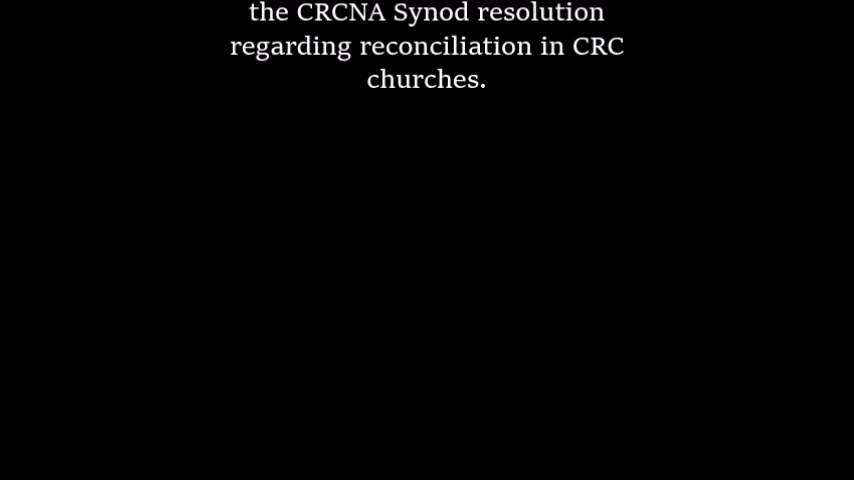 the CRCNA Synod resolution
regarding reconciliation in CRC
churches.